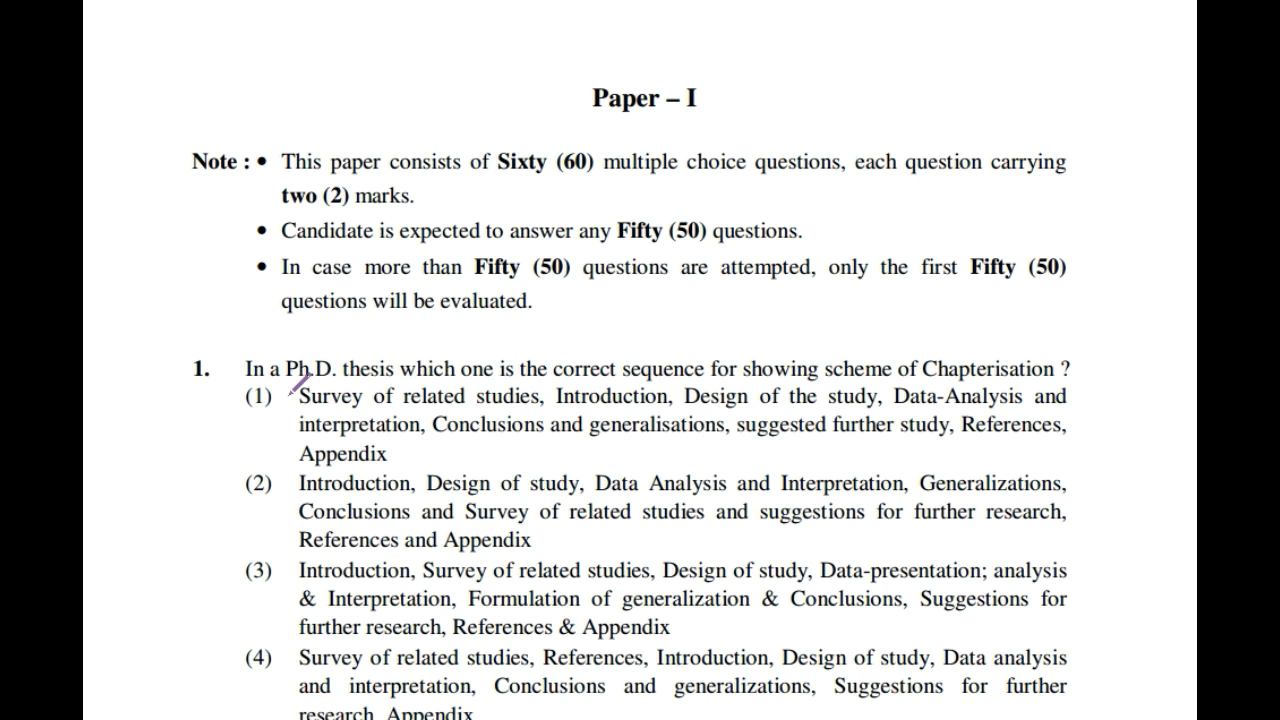 Paper – I
Note : • This paper consists of Sixty (60) multiple choice questions, each question carrying
two (2) marks.
• Candidate is expected to answer any Fifty (50) questions.
• In case more than Fifty (50) questions are attempted, only the first Fifty (50)
questions will be evaluated.
1. In a Ph.D. thesis which one is the correct sequence for showing scheme of Chapterisation ?
(1) Survey of related studies, Introduction, Design of the study, Data-Analysis and
interpretation, Conclusions and generalisations, suggested further study, References,
Appendix
(2) Introduction, Design of study, Data Analysis and Interpretation, Generalizations,
Conclusions and Survey of related studies and suggestions for further research,
References and Appendix
(3) Introduction, Survey of related studies, Design of study, Data-presentation; analysis
& Interpretation, Formulation of generalization & Conclusions, Suggestions for
further research, References & Appendix
(4) Survey of related studies, References, Introduction, Design of study, Data analysis
and interpretation, Conclusions and generalizations, Suggestions for further
research, Appendix